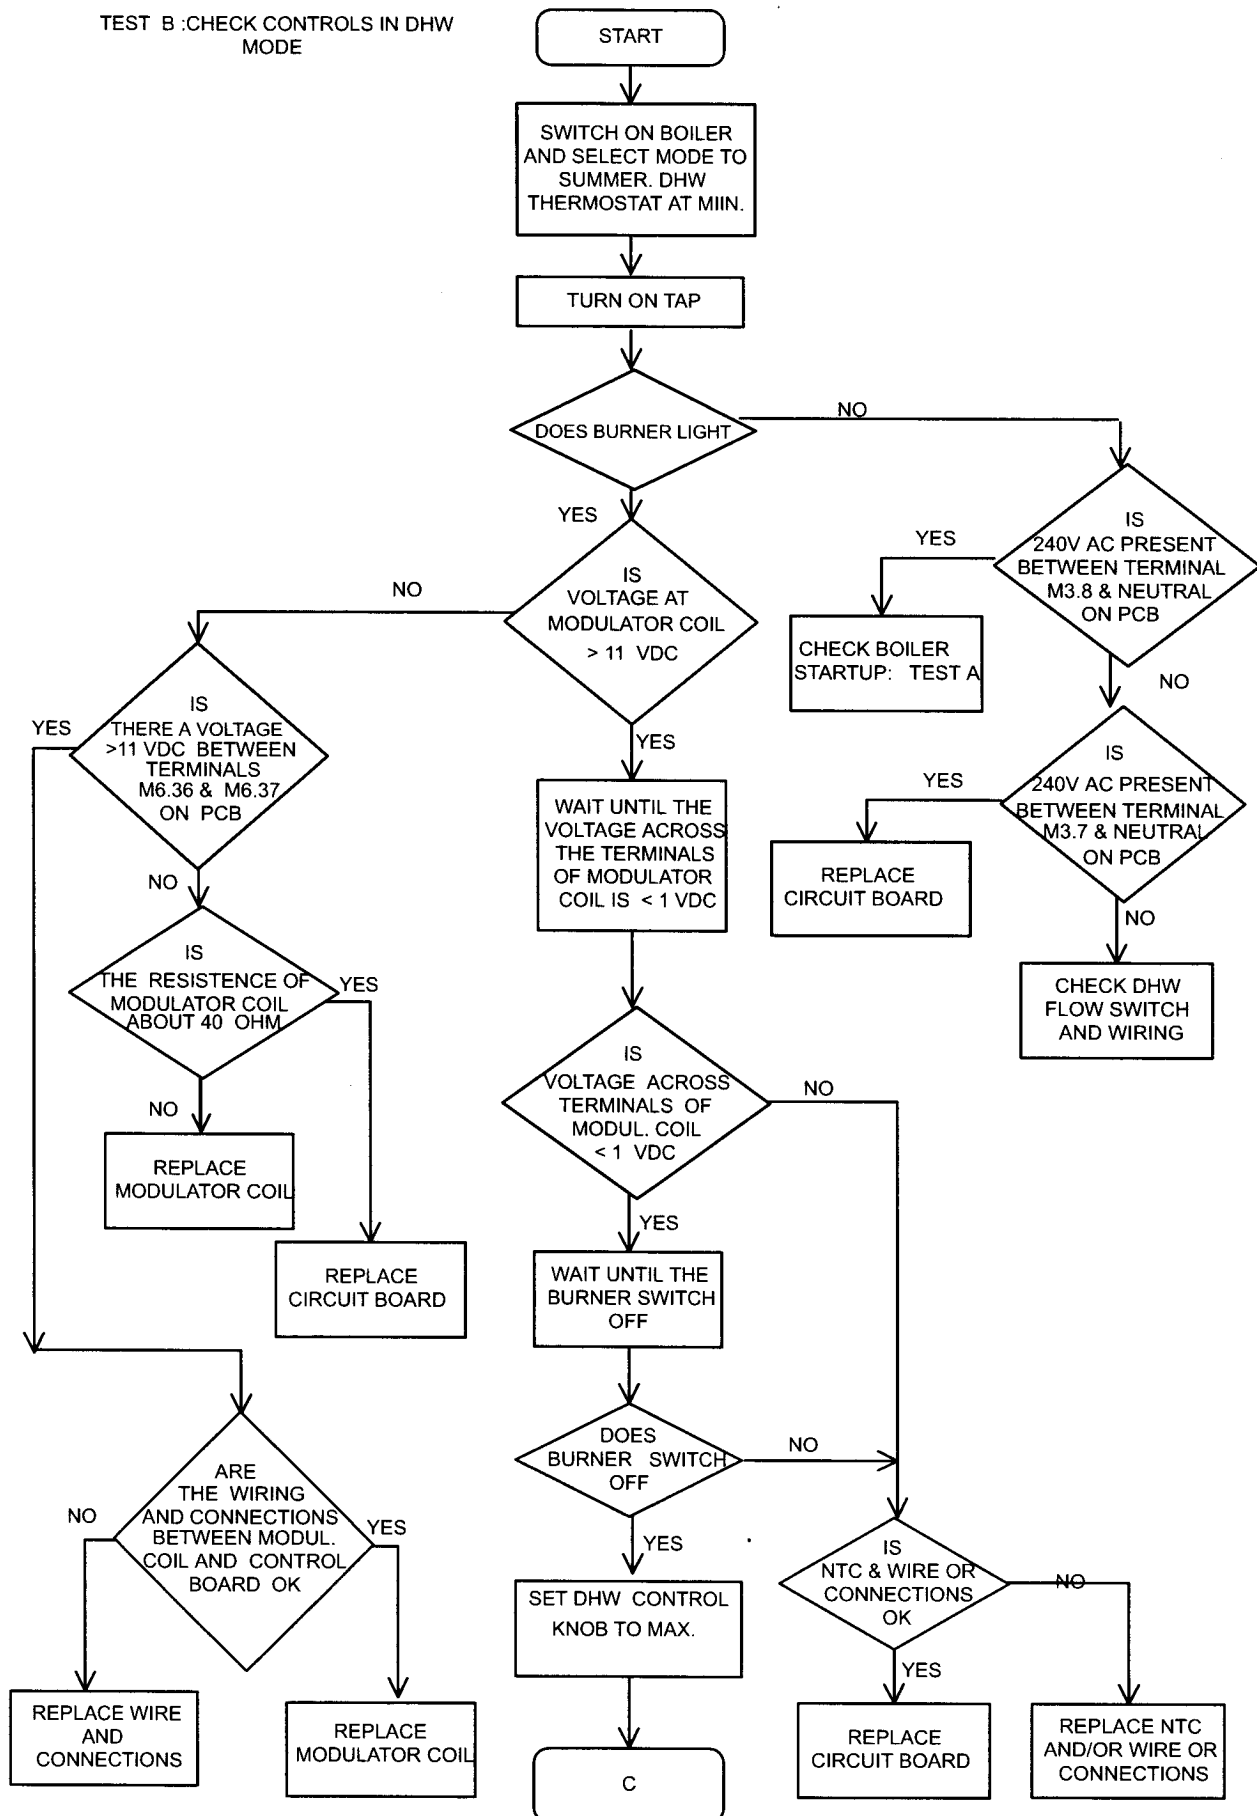 TEST B :CHECK CONTROLS IN DHW
MODE
START
SWITCH ON BOILER
AND SELECT MODE TO
SUMMER. DHW
THERMOSTAT AT MIIN.
TURN ON TAP
DOES BURNER LIGHT
NO
YES
IS
240V AC PRESENT
BETWEEN TERMINAL
M3.8 & NEUTRAL
ON PCB
YES
CHECK BOILER
STARTUP: TEST A
NO
IS
240V AC PRESENT
BETWEEN TERMINAL
M3.7 & NEUTRAL
ON PCB
YES
REPLACE
CIRCUIT BOARD
NO
CHECK DHW
FLOW SWITCH
AND WIRING
IS
VOLTAGE AT
MODULATOR COIL
> 11 VDC
NO
IS
THERE A VOLTAGE
>11 VDC BETWEEN
TERMINALS
M6.36 & M6.37
ON PCB
YES
NO
IS
THE RESISTENCE OF
MODULATOR COIL
ABOUT 40 OHM
YES
NO
REPLACE
MODULATOR COIL
REPLACE
CIRCUIT BOARD
ARE
THE WIRING
AND CONNECTIONS
BETWEEN MODUL.
COIL AND CONTROL
BOARD OK
NO
YES
REPLACE WIRE
AND
CONNECTIONS
REPLACE
MODULATOR COIL
YES
WAIT UNTIL THE
VOLTAGE ACROSS
THE TERMINALS
OF MODULATOR
COIL IS < 1 VDC
IS
VOLTAGE ACROSS
TERMINALS OF
MODUL. COIL
< 1 VDC
NO
YES
WAIT UNTIL THE
BURNER SWITCH
OFF
DOES
BURNER SWITCH
OFF
NO
YES
SET DHW CONTROL
KNOB TO MAX.
C
IS
NTC & WIRE OR
CONNECTIONS
OK
NO
YES
REPLACE
CIRCUIT BOARD
REPLACE NTC
AND/OR WIRE OR
CONNECTIONS